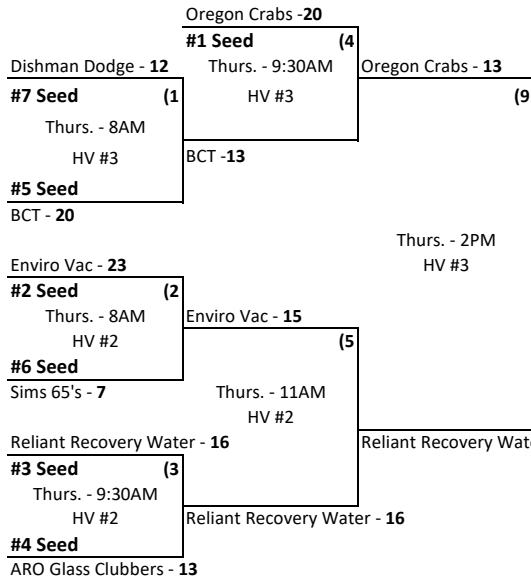 Oregon Crabs -20
#1 Seed (4
Dishman Dodge - 12 Thurs. - 9:30AM Oregon Crabs - 13
#7 Seed (1 HV #3 (9
Thurs. - 8AM
HV #3 BCT -13
#5 Seed
BCT - 20
Thurs. - 2PM
Enviro Vac - 23 HV #3
#2 Seed (2
Thurs. - 8AM Enviro Vac - 15
HV #2 (5
#6 Seed
Sims 65's - 7 Thurs. - 11AM
HV #2
Reliant Recovery Water - 16 Reliant Recovery
#3 Seed (3
Thurs. - 9:30AM
HV #2 Reliant Recovery Water - 16
#4 Seed
ARO Glass Clubbers - 13